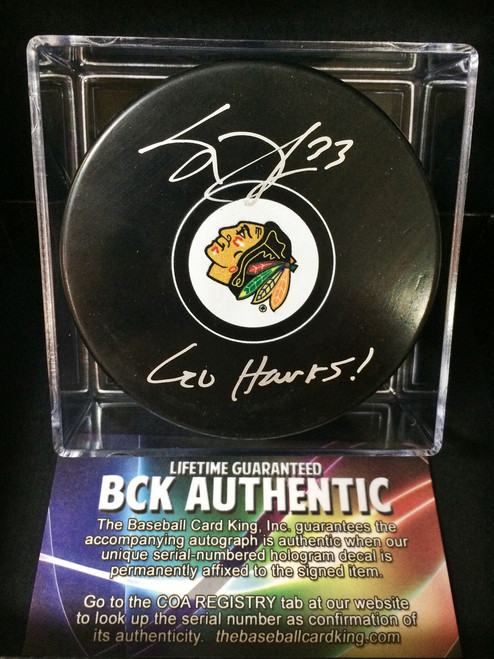 33
Go Hawks!
LIFETIME GUARANTEED
BCK AUTHENTIC
The Baseball Card King, Inc. guarantees the
accompanying autograph is authentic when our
unique serial-numbered hologram decal is
permanently affixed to the signed item.
Go to the COA REGISTRY tab at our website
to look up the serial number as confirmation of
its authenticity. thebaseballcardking.com